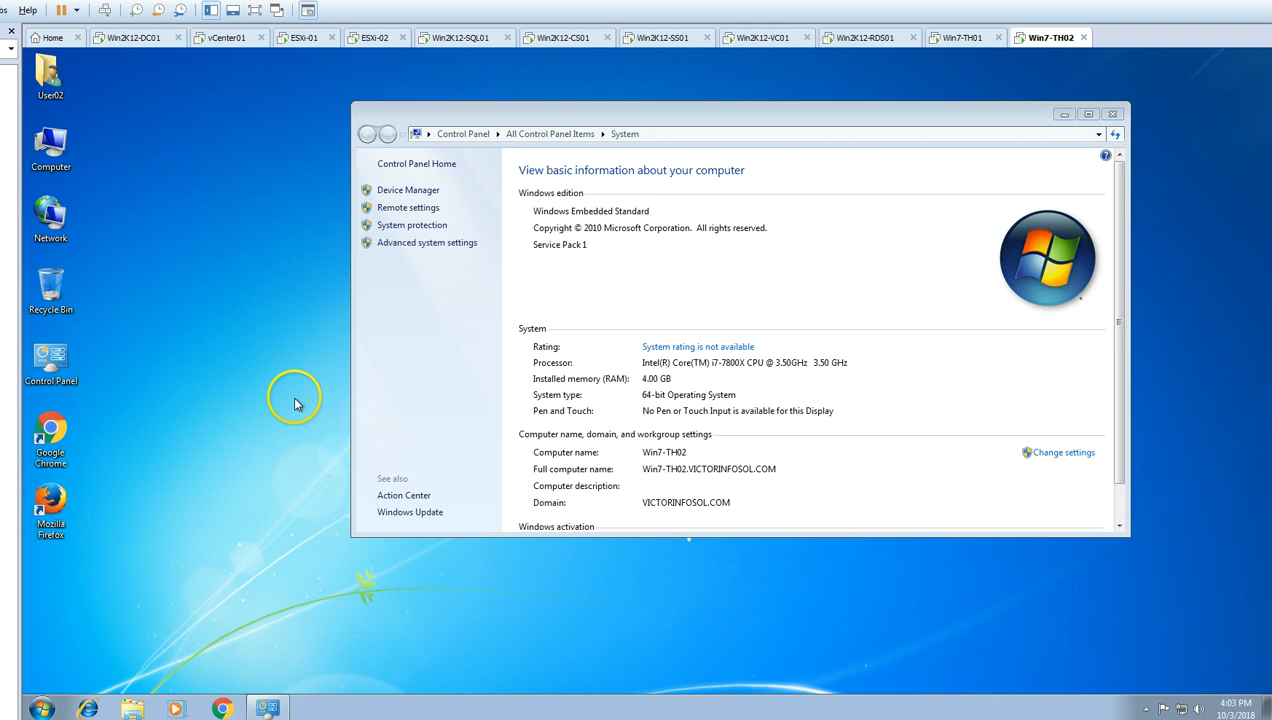 bs Help
Home Win2K12-DC01 vCenter01 ESXi-01 ESXi-02 Win2K12-SQL01 Win2K12-CS01 Win2K12-SS01 Win2K12-VC01 Win2K12-RDS01 Win7-TH01 Win7-TH02
User02
Computer
Network
Recycle Bin
Control Panel
Google
Chrome
Mozilla
Firefox
Control Panel All Control Panel Items System
Control Panel Home
Device Manager
Remote settings
System protection
Advanced system settings
See also
Action Center
Windows Update
View basic information about your computer
Windows edition
Windows Embedded Standard
Copyright © 2010 Microsoft Corporation. All rights reserved.
Service Pack 1
System
Rating: System rating is not available
Processor: Intel(R) Core(TM) i7-7800X CPU @ 3.50GHz 3.50 GHz
Installed memory (RAM): 4.00 GB
System type: 64-bit Operating System
Pen and Touch: No Pen or Touch Input is available for this Display
Computer name, domain, and workgroup settings
Computer name: Win7-TH02 Change settings
Full computer name: Win7-TH02.VICTORINFOSOL.COM
Computer description:
Domain: VICTORINFOSOL.COM
Windows activation
4:03 PM
10/3/2018